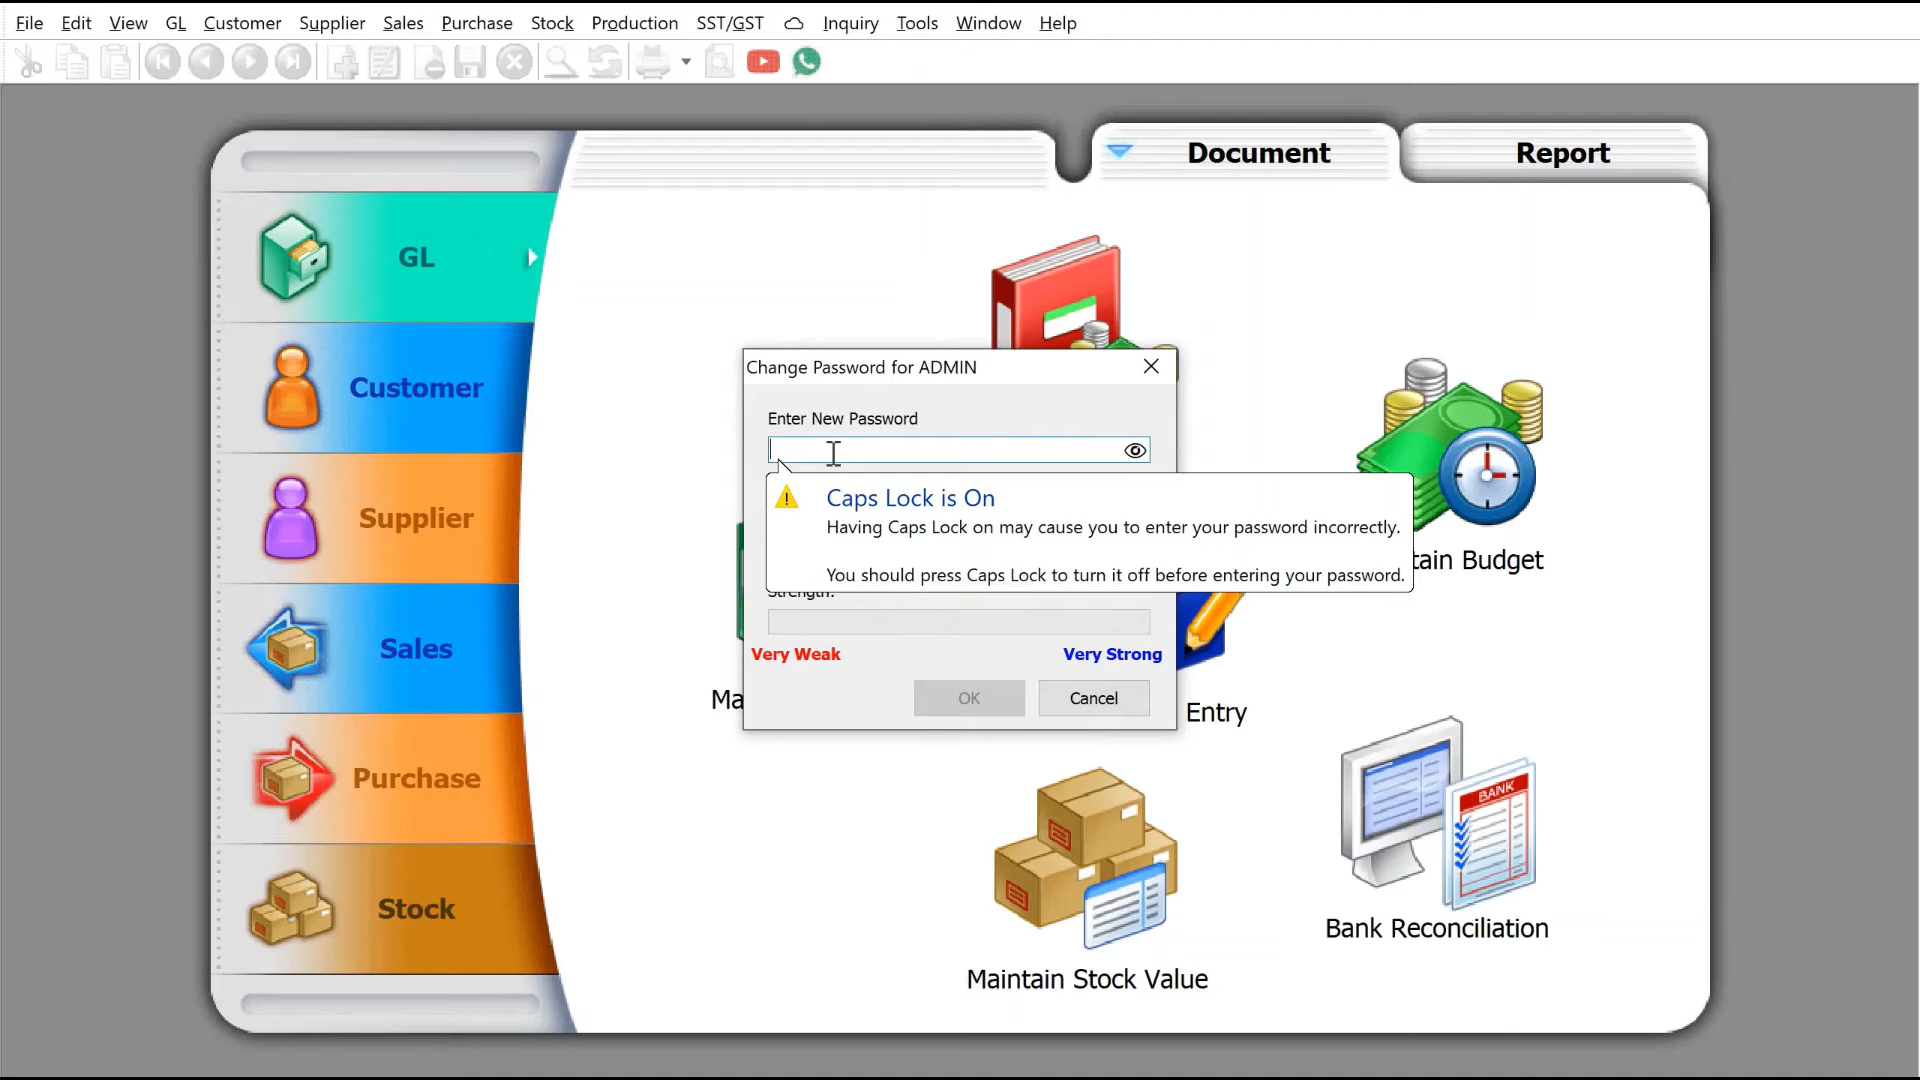 File Edit View GL Customer Supplier Sales Purchase Stock Production SST/GST Inquiry Tools Window Help
Document
Report
GL
Customer
Supplier
Sales
Purchase
Stock
Change Password for ADMIN
Enter New Password
Caps Lock is On
Having Caps Lock on may cause you to enter your password incorrectly.
You should press Caps Lock to turn it off before entering your password.
Strength:
Very Weak Very Strong
OK Cancel
tain Budget
Ma
Entry
BANK
Bank Reconciliation
Maintain Stock Value